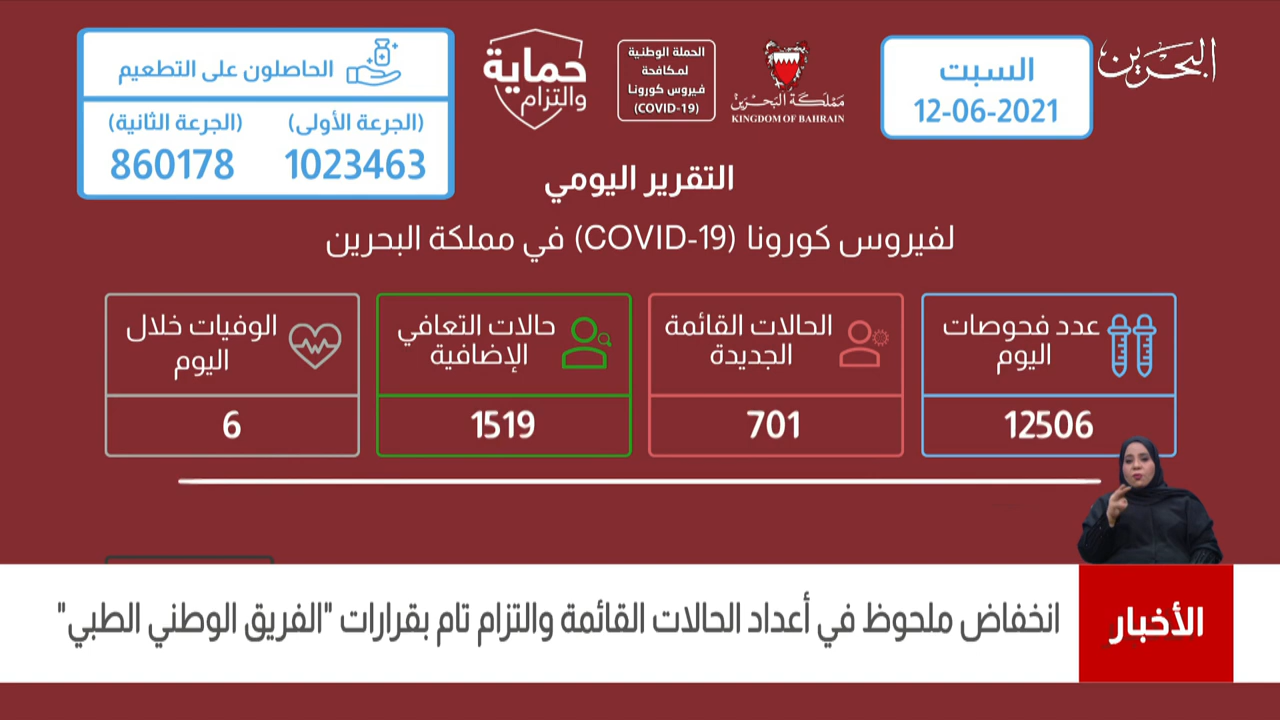 البحرين
السبت
12-06-2021
مملكة البحرين
KINGDOM OF BAHRAIN
الحملة الوطنية
لمكافحة
فيروس كورونا
(COVID-19)
حماية
والتزام
الحاصلون على التطعيم
(الجرعة الأولى)
1023463
(الجرعة الثانية)
860178
التقرير اليومي
لفيروس كورونا (COVID-19) في مملكة البحرين
عدد فحوصات
اليوم
12506
الحالات القائمة
الجديدة
701
حالات التعافي
الإضافية
1519
الوفيات خلال
اليوم
6
الأخبار
انخفاض ملحوظ في أعداد الحالات القائمة والتزام تام بقرارات "الفريق الوطني الطبي"